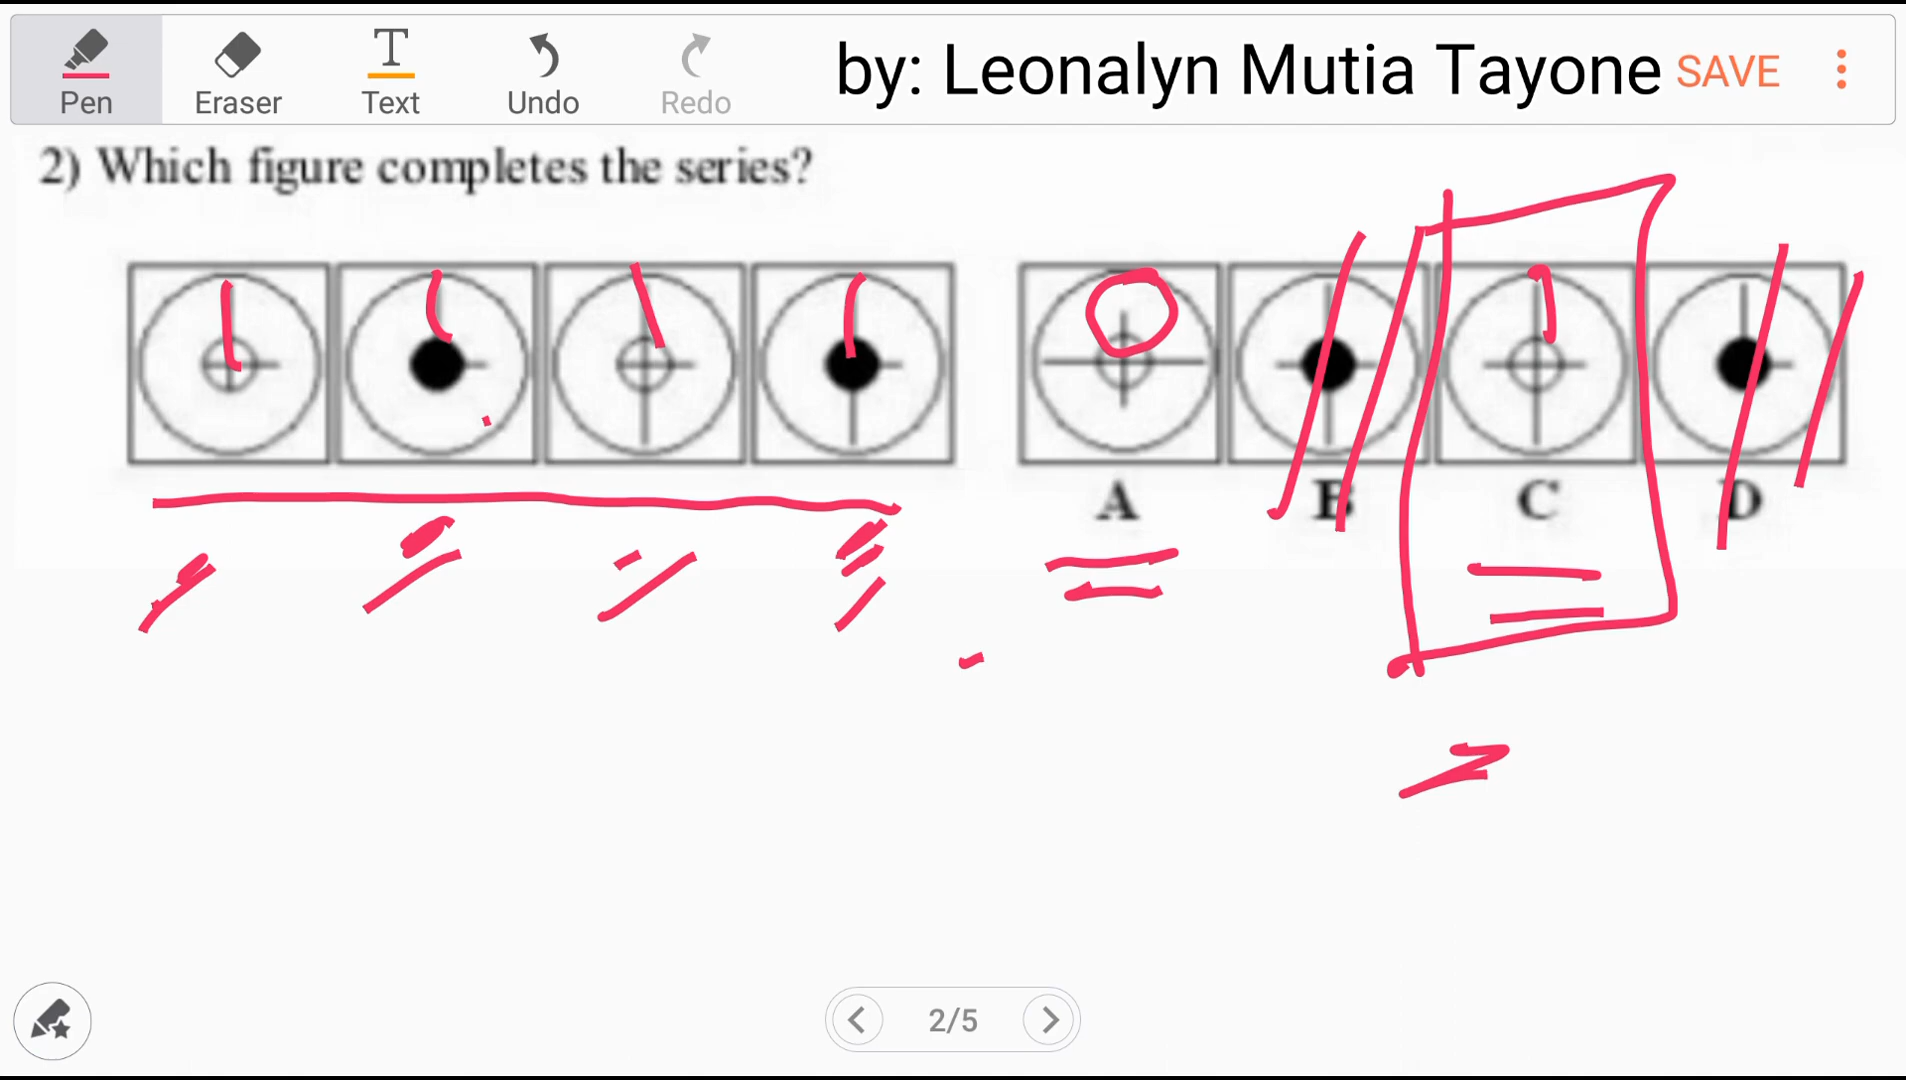 Pen Eraser Text Undo Redo by: Leonalyn Mutia Tayone SAVE
2) Which figure completes the series?
A B C D
2/5